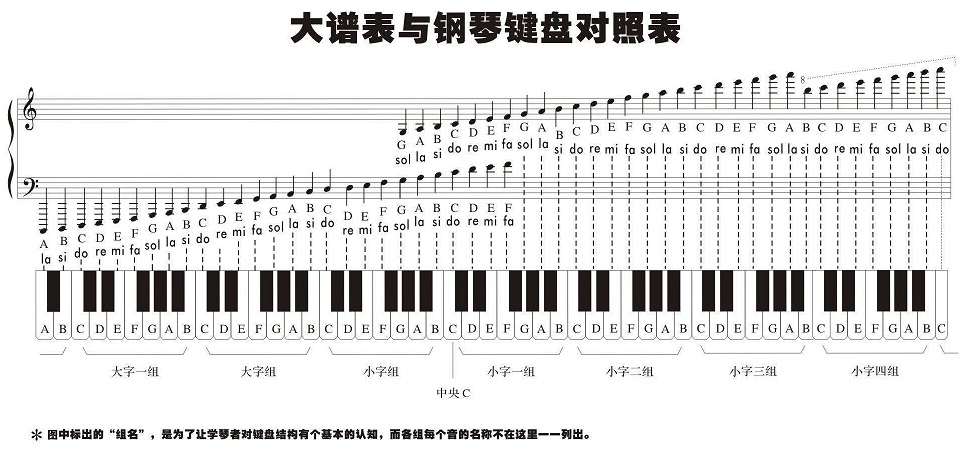 大谱表与钢琴键盘对照表
8
G A B C D E F G A B C D E F G A B C D E F G A B C D E F G A B C
sol la si do re mi fa sol la si do re mi fa sol la si do re mi fa sol la si do re mi fa sol la si do
A B C D E F G A B C D E F G A B C D E F G A B C D E F
la si do re mi fa sol la si do re mi fa sol la si do re mi fa sol la si do re mi fa
A B C D E F G A B C D E F G A B C D E F G A B C D E F G A B C D E F G A B C D E F G A B C D E F G A B C
大字一组 大字组 小字组 小字一组 小字二组 小字三组 小字四组
中央C
* 图中标出的“组名”，是为了让学琴者对键盘结构有个基本的认知，而各组每个音的名称不在这里一一列出。